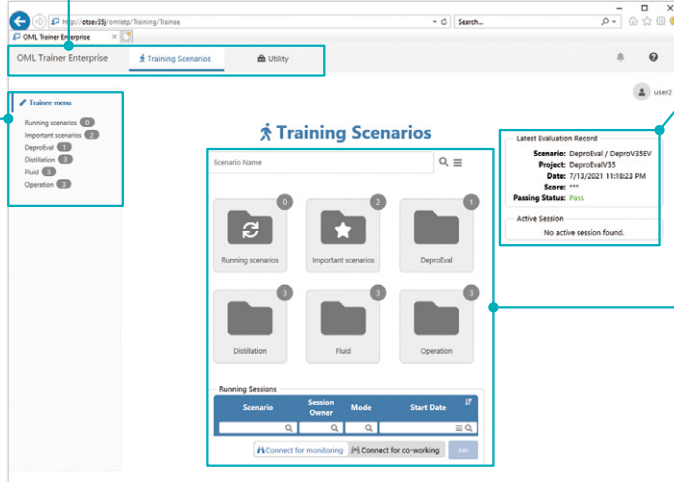 http://otsev35j/omletp/Training/Trainee
Search...
OML Trainer Enterprise
OML Trainer Enterprise
Training Scenarios
Utility
user2
Trainee menu
Running scenarios 0
Important scenarios 2
DeproEval 1
Distillation 3
Fluid 3
Operation 3
Training Scenarios
Scenario Name
0
Running scenarios
2
Important scenarios
1
DeproEval
3
Distillation
3
Fluid
3
Operation
Running Sessions
Scenario
Session
Owner
Mode
Start Date
Connect for monitoring
Connect for co-working
Join
Latest Evaluation Record
Scenario: DeproEval / DeproV35EV
Project: DeproEvalV35
Date: 7/13/2021 11:18:23 PM
Score: ***
Passing Status: Pass
Active Session
No active session found.